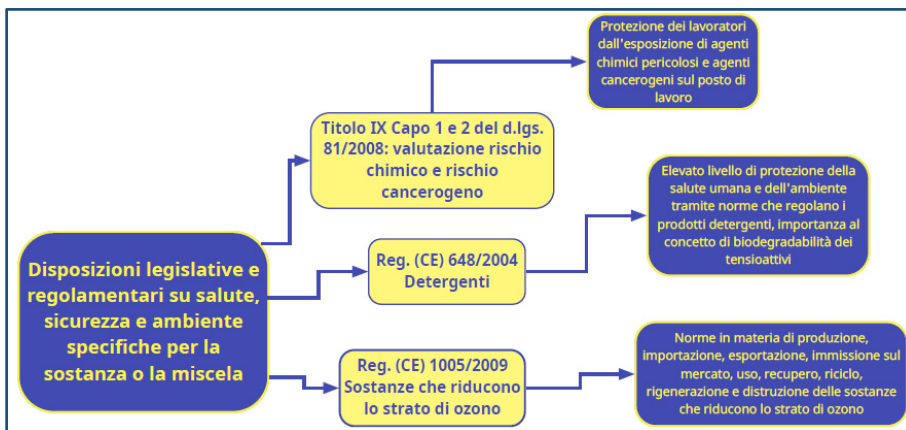 Disposizioni legislative e
regolamentari su salute,
sicurezza e ambiente
specifiche per la
sostanza o la miscela
Titolo IX Capo 1 e 2 del d.lgs.
81/2008: valutazione rischio
chimico e rischio
cancerogeno
Protezione dei lavoratori
dall'esposizione di agenti
chimici pericolosi e agenti
cancerogeni sul posto di
lavoro
Reg. (CE) 648/2004
Detergenti
Elevato livello di protezione della
salute umana e dell'ambiente
tramite norme che regolano i
prodotti detergenti, importanza al
concetto di biodegradabilità dei
tensioattivi
Reg. (CE) 1005/2009
Sostanze che riducono
lo strato di ozono
Norme in materia di produzione,
importazione, esportazione, immissione sul
mercato, uso, recupero, riciclo,
rigenerazione e distruzione delle sostanze
che riducono lo strato di ozono